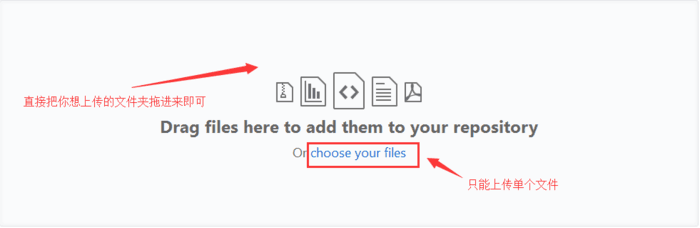 直接把你想上传的文件夹拖进来即可
Drag files here to add them to your repository
Or choose your files
只能上传单个文件